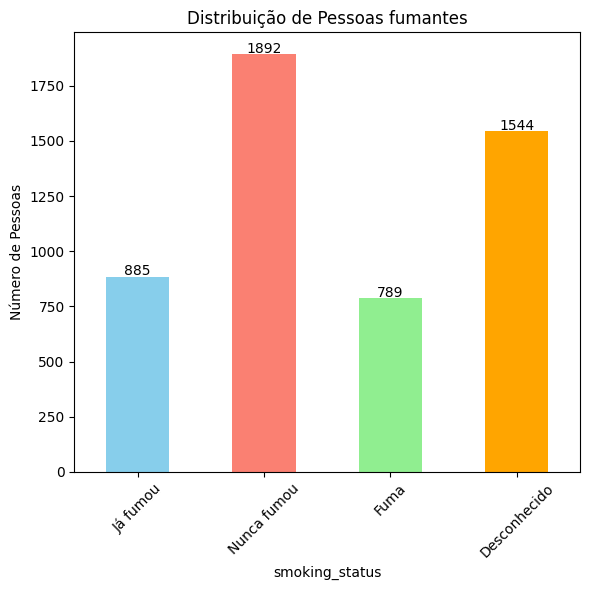 Distribuição de Pessoas fumantes
Número de Pessoas
1750
1500
1250
1000
750
500
250
0
885
1892
789
1544
Já fumou
Nunca fumou
Fuma
Desconhecido
smoking_status